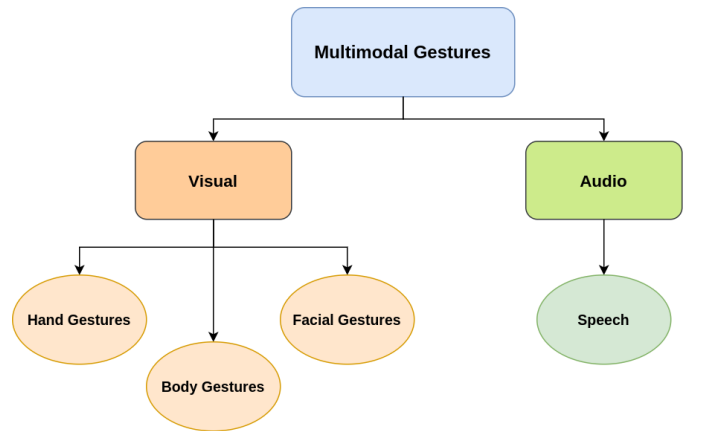 Multimodal Gestures
Visual
Audio
Hand Gestures
Facial Gestures
Speech
Body Gestures